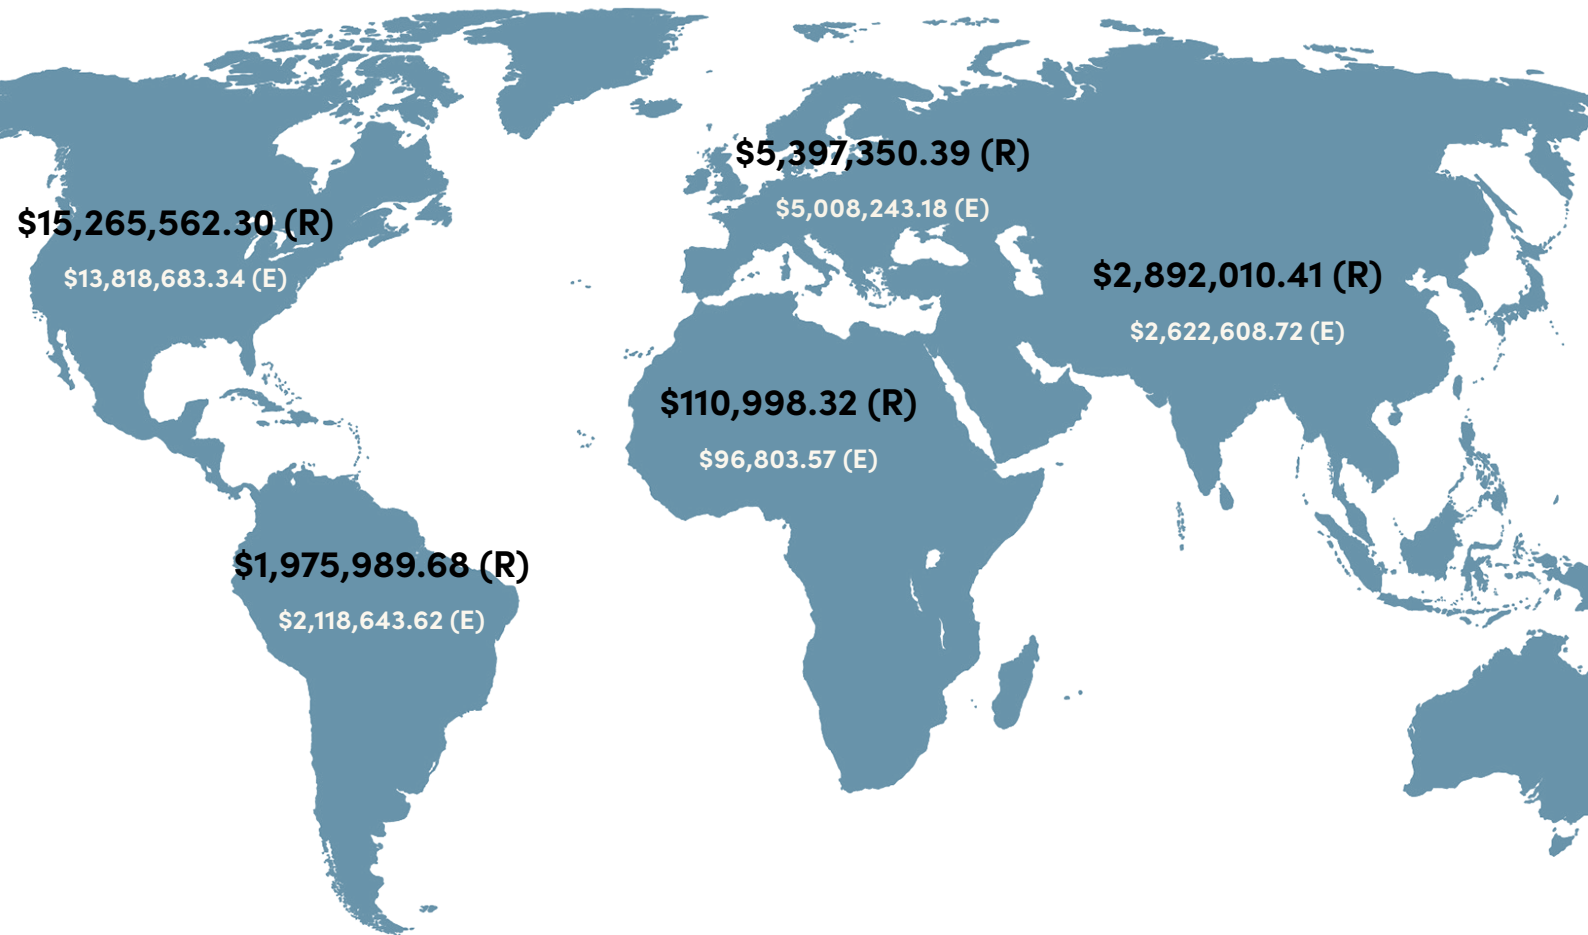 $5,397,350.39 (R)
$5,008,243.18 (E)
$15,265,562.30 (R)
$13,818,683.34 (E)
$2,892,010.41 (R)
$2,622,608.72 (E)
$110,998.32 (R)
$96,803.57 (E)
$1,975,989.68 (R)
$2,118,643.62 (E)